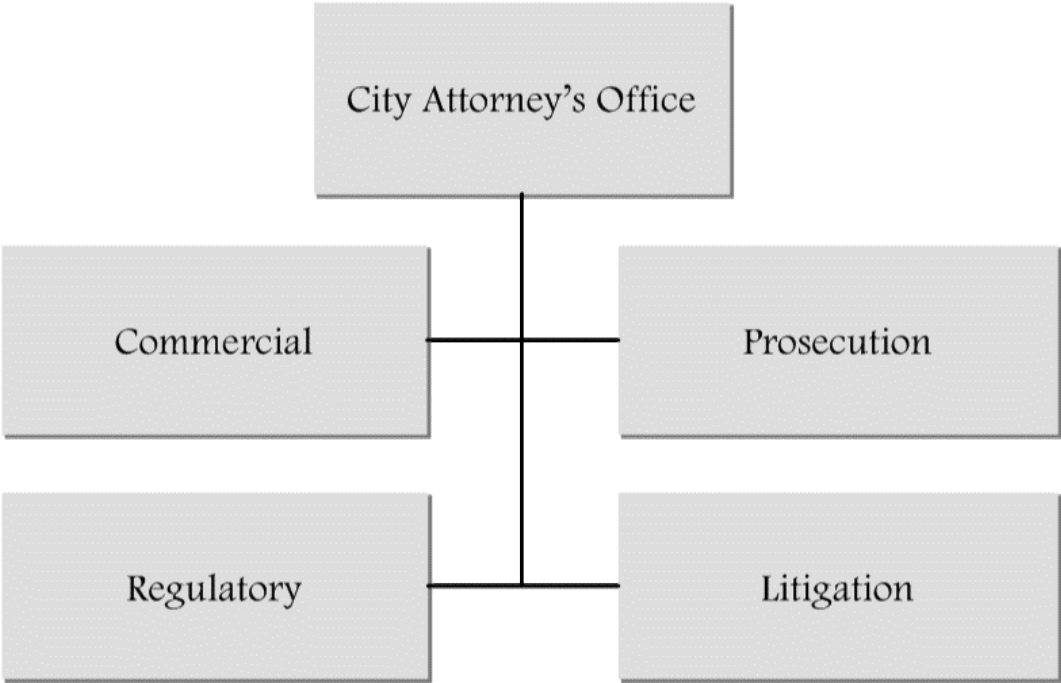 City Attorney’s Office
Commercial
Prosecution
Regulatory
Litigation